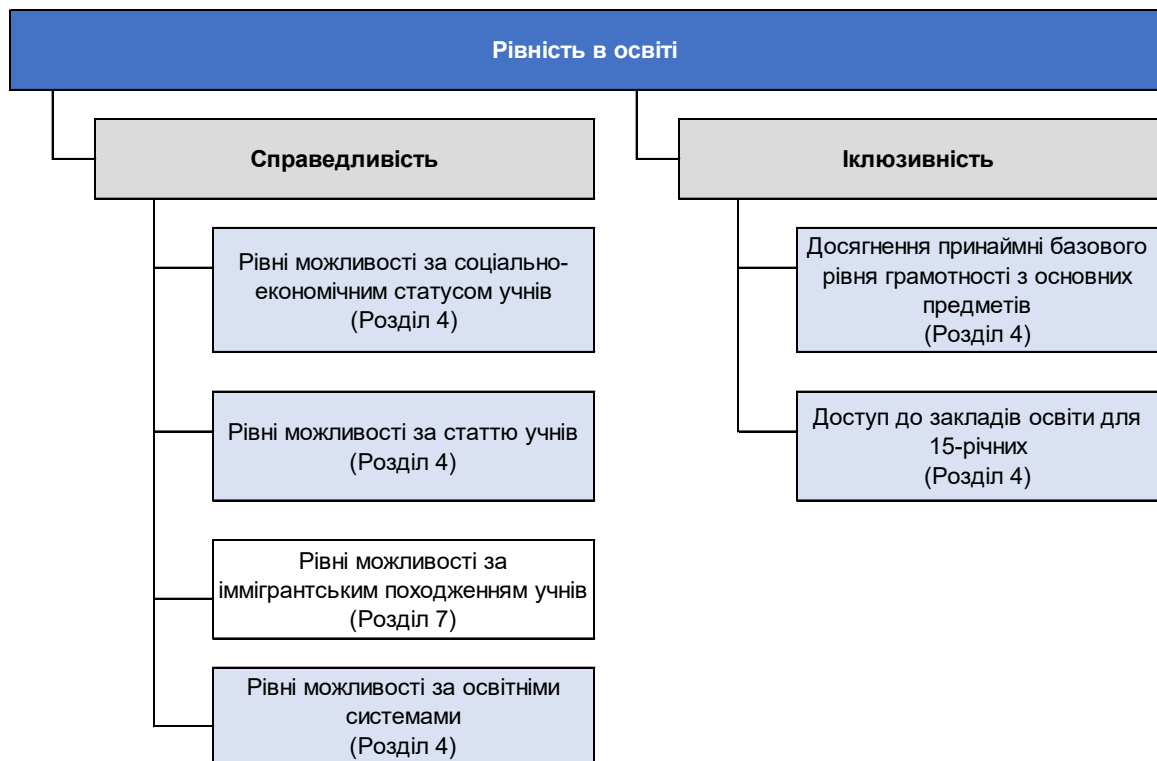 Рівність в освіті
Справедливість
Рівні можливості за соціально-
економічним статусом учнів
(Розділ 4)
Рівні можливості за статтю учнів
(Розділ 4)
Рівні можливості за
іммігрантським походженням учнів
(Розділ 7)
Рівні можливості за освітніми
системами
(Розділ 4)
Іклюзивність
Досягнення принаймні базового
рівня грамотності з основних
предметів
(Розділ 4)
Доступ до закладів освіти для
15-річних
(Розділ 4)